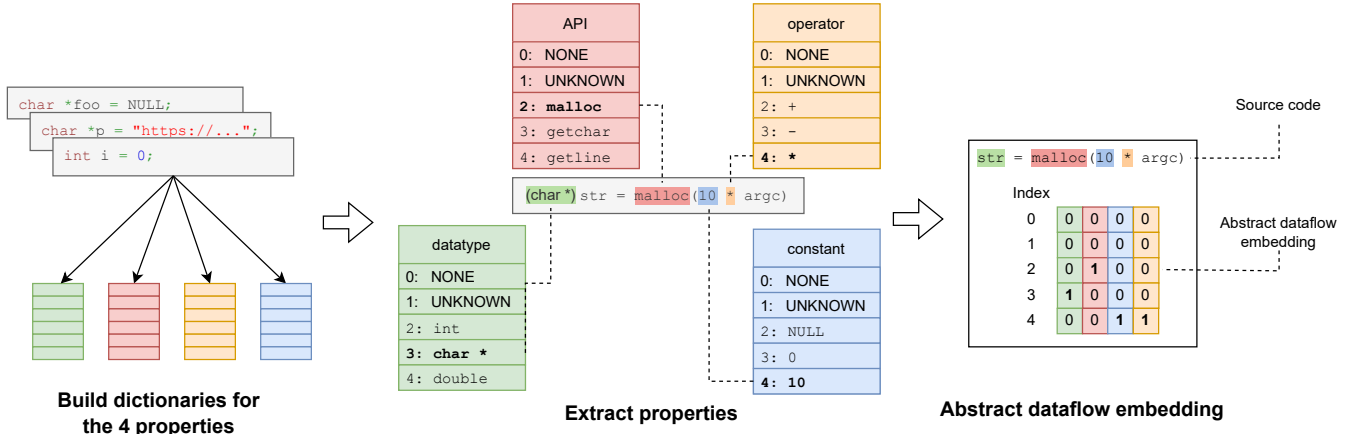 char *foo = NULL;
char *p = "https://...";
int i = 0;
Build dictionaries for
the 4 properties
API
0: NONE
1: UNKNOWN
2: malloc
3: getchar
4: getline
operator
0: NONE
1: UNKNOWN
2: +
3: -
4: *
(char *) str = malloc(10 * argc)
datatype
0: NONE
1: UNKNOWN
2: int
3: char *
4: double
constant
0: NONE
1: UNKNOWN
2: NULL
3: 0
4: 10
Extract properties
Source code
str = malloc(10 * argc)
Index
0 0 0 0 0
1 0 0 0 0
2 0 1 0 0
3 1 0 0 0
4 0 0 1 1
Abstract dataflow
embedding
Abstract dataflow embedding